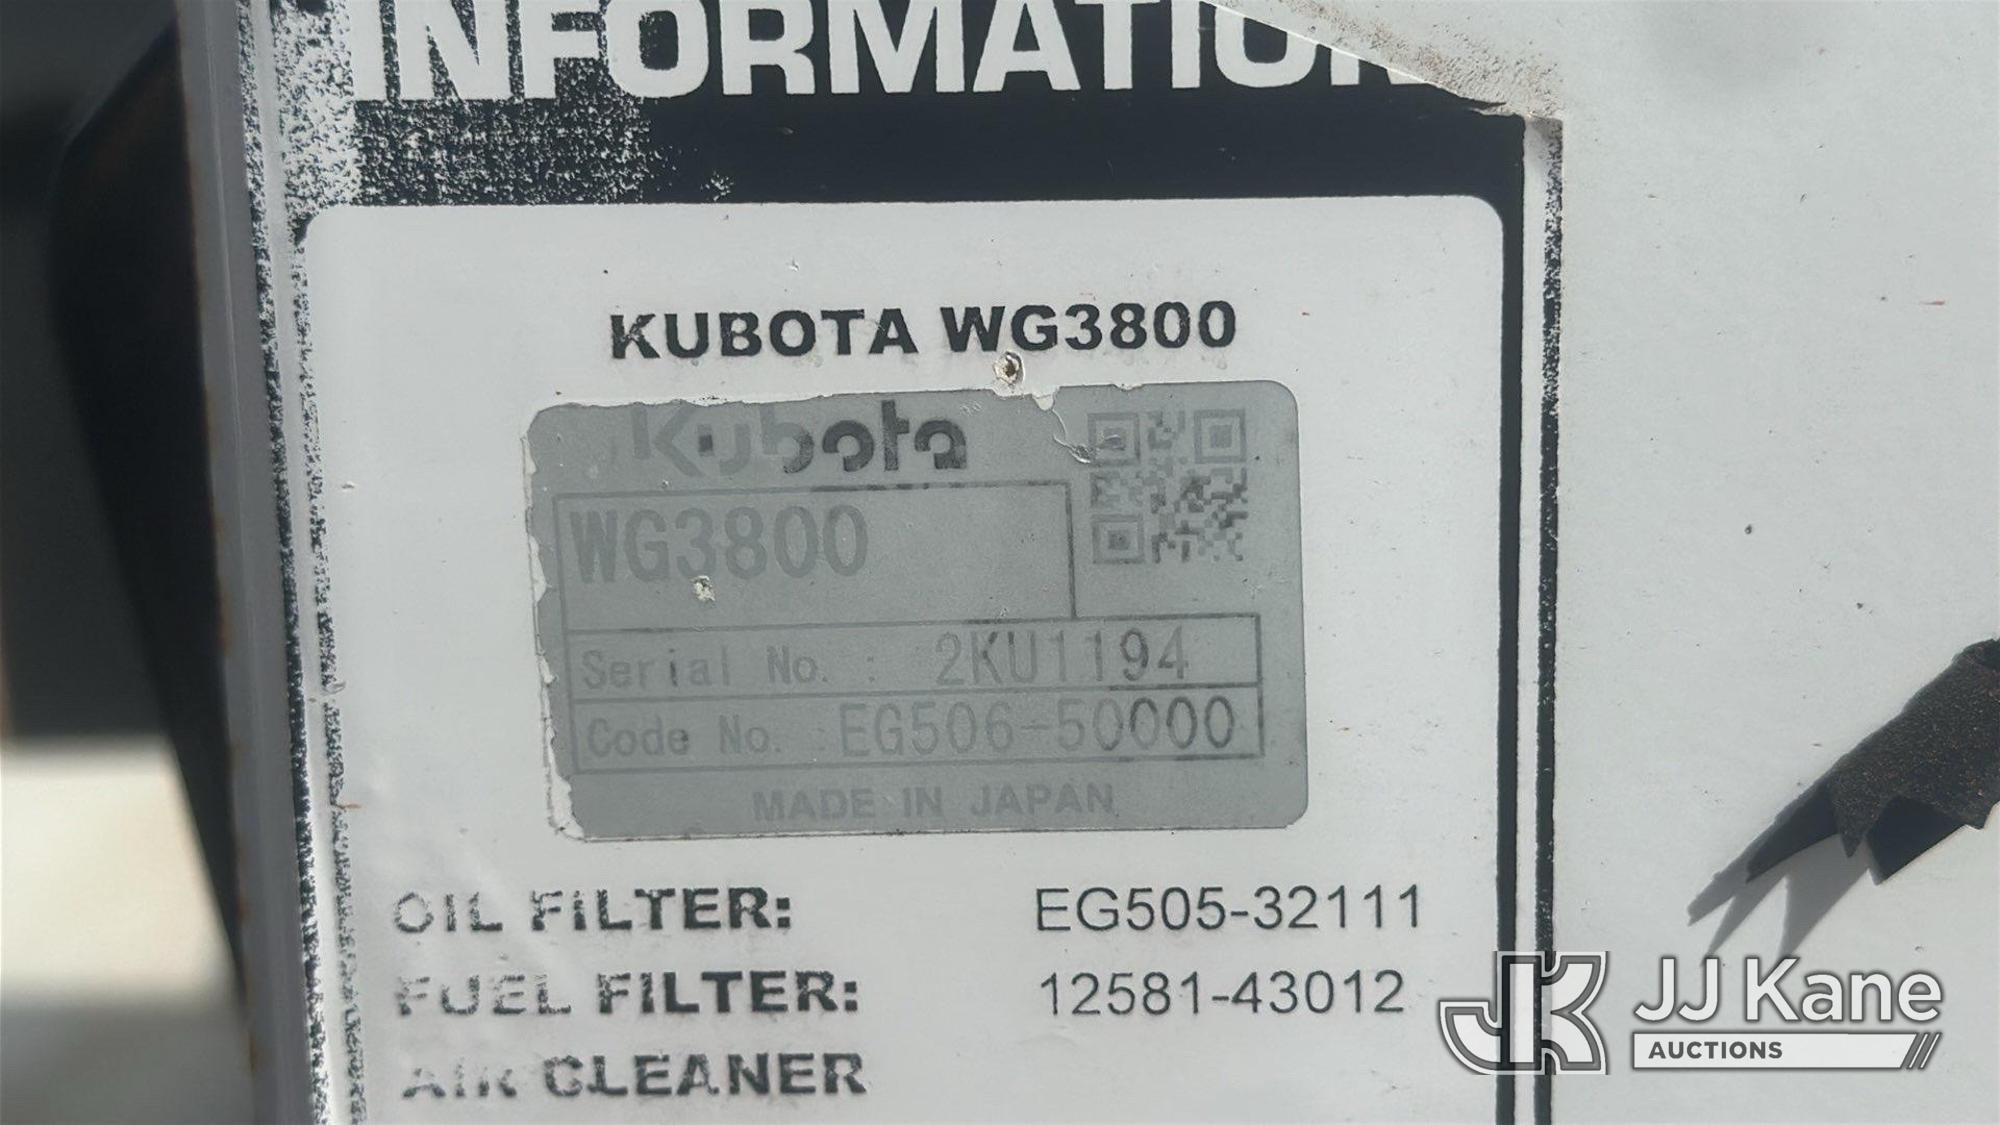 INFORMATION
KUBOTA WG3800
Kubota
WG3800
Serial No. : 2KU1194
Code No. :EG506-50000
MADE IN JAPAN
OIL FILTER: EG505-32111
FUEL FILTER: 12581-43012
AIR CLEANER
JJ Kane
AUCTIONS